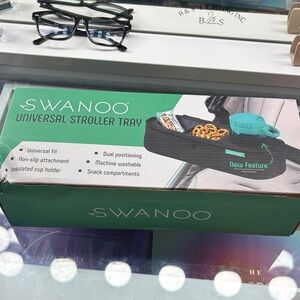 SWANOO
UNIVERSAL STROLLER TRAY
• Universal fit
• Non-slip attachment
Insulated cup holder
• Dual positioning
• Machine washable
• Snack compartments
New Feature
SWANOO
B&S
BE